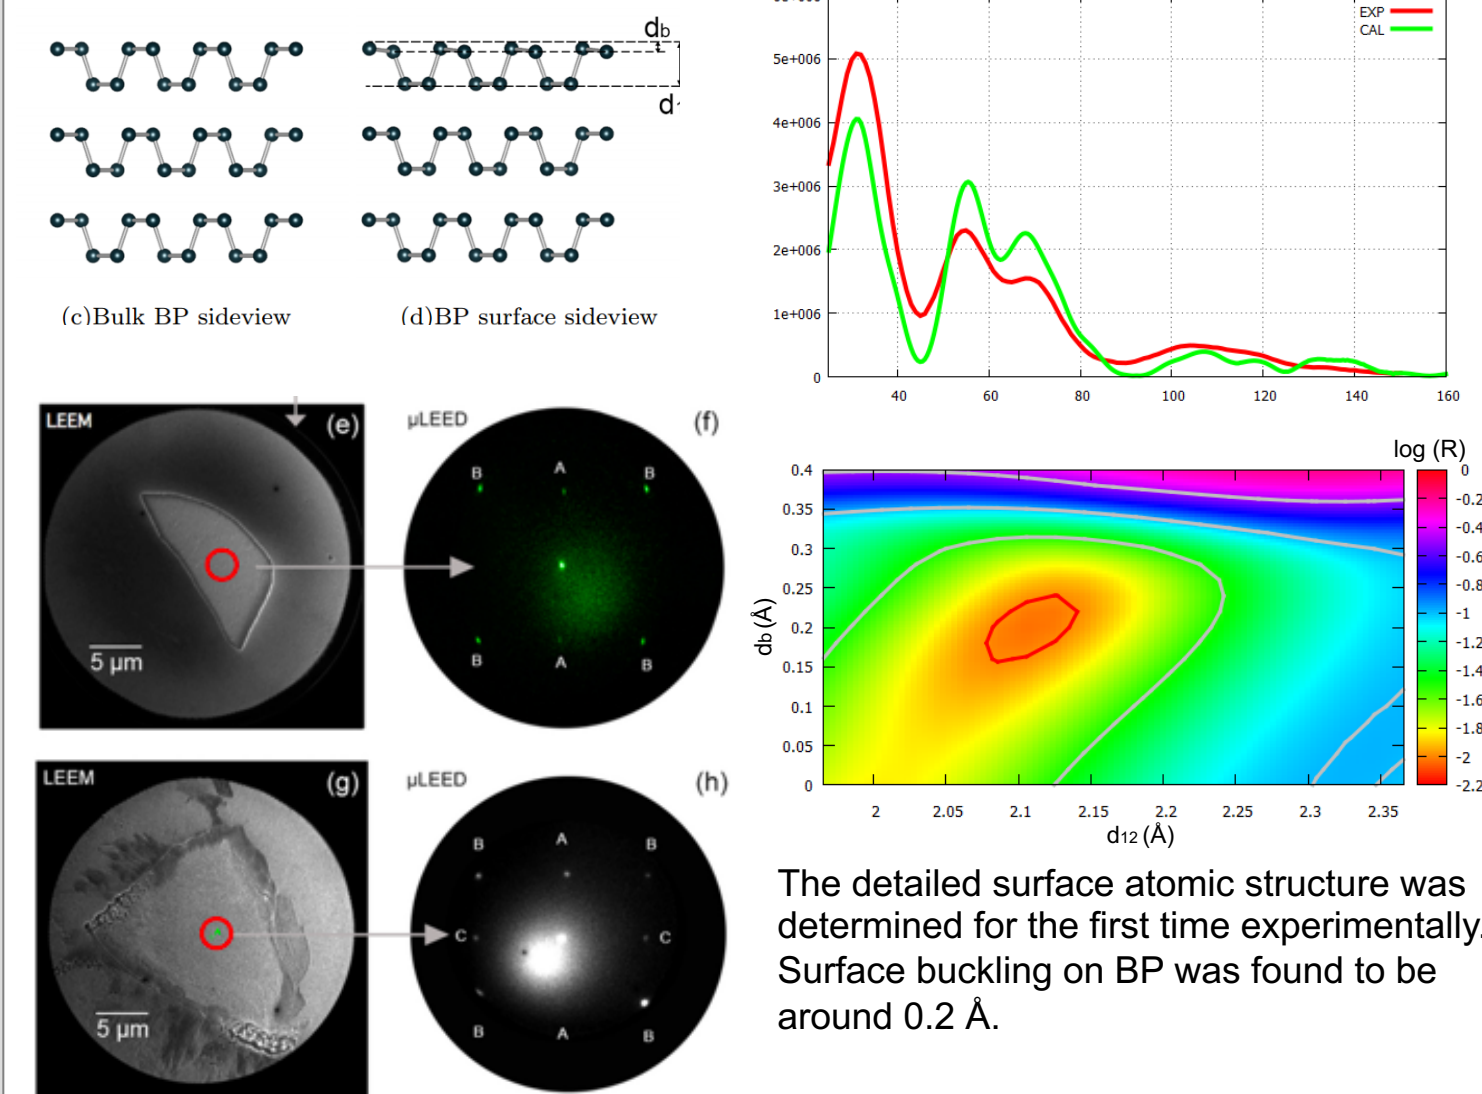 db
d
(c)Bulk BP sideview
(d)BP surface sideview
EXP
CAL
5e+006
4e+006
3e+006
2e+006
1e+006
0
40 60 80 100 120 140 160
LEEM
(e)
5 µm
µLEED
(f)
B A B
B A B
LEEM
(g)
5 µm
µLEED
(h)
B A B
C C
B A B
log (R)
0.4
0.35
0.3
0.25
0.2
0.15
0.1
0.05
0
db (Å)
2 2.05 2.1 2.15 2.2 2.25 2.3 2.35
d12 (Å)
0
-0.2
-0.4
-0.6
-0.8
-1
-1.2
-1.4
-1.6
-1.8
-2
-2.2
The detailed surface atomic structure was
determined for the first time experimentally.
Surface buckling on BP was found to be
around 0.2 Å.